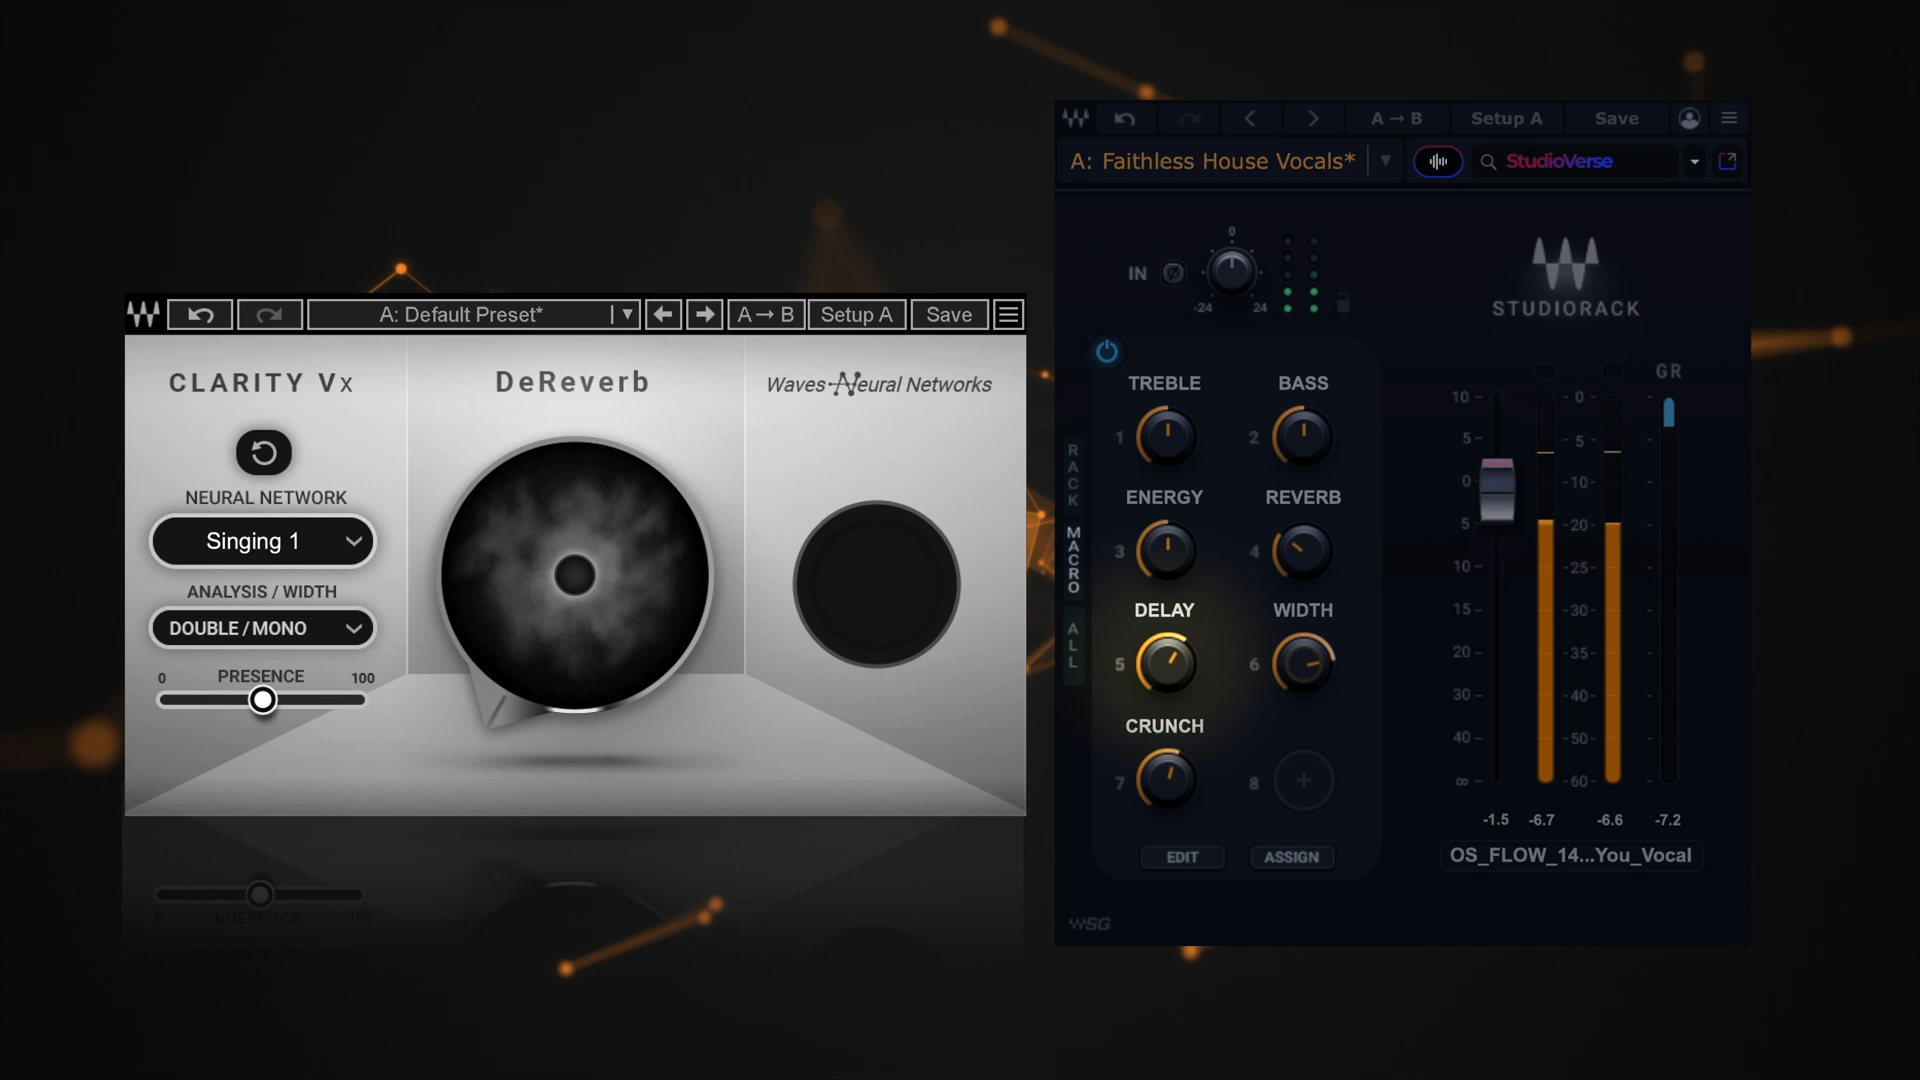 A: Default Preset*
A → B
Setup A
Save
CLARITY Vx
DeReverb
Waves Neural Networks
NEURAL NETWORK
Singing 1
ANALYSIS / WIDTH
DOUBLE / MONO
0 PRESENCE 100
PRESENCE
0 100
A → B
Setup A
Save
A: Faithless House Vocals*
StudioVerse
IN
0
-24 24
STUDIORACK
RACK
MACRO
ALL
TREBLE BASS
1 2
ENERGY REVERB
3 4
DELAY WIDTH
5 6
CRUNCH
7 8
EDIT ASSIGN
GR
10 - - 0 -
5 - - 5 -
0 - -10-
5 -20-
10 - -25-
15 - -30-
20 - -35-
30 - -40-
40 - -50-
∞ - -60-
-1.5 -6.7 -6.6 -7.2
OS_FLOW_14...You_Vocal
WSG